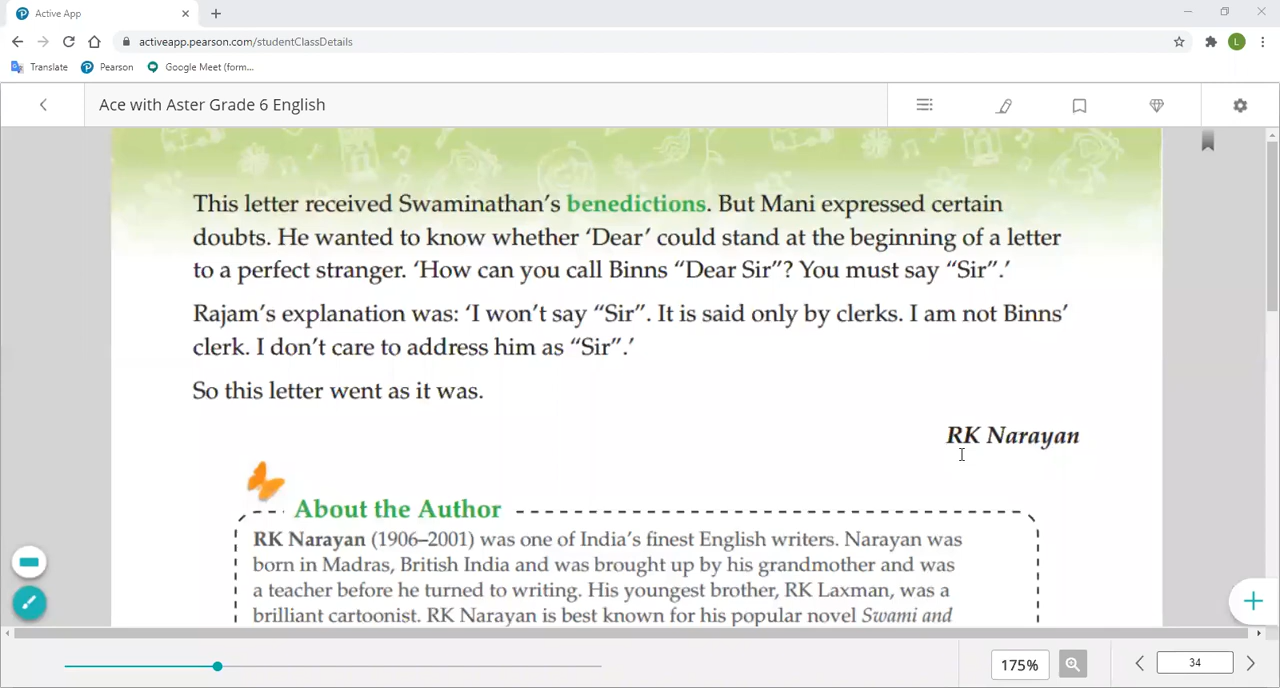 Active App
activeapp.pearson.com/studentClassDetails
L
Translate
Pearson
Google Meet (form...
Ace with Aster Grade 6 English
This letter received Swaminathan’s benedictions. But Mani expressed certain
doubts. He wanted to know whether ‘Dear’ could stand at the beginning of a letter
to a perfect stranger. ‘How can you call Binns “Dear Sir”? You must say “Sir”.’
Rajam’s explanation was: ‘I won’t say “Sir”. It is said only by clerks. I am not Binns’
clerk. I don’t care to address him as “Sir”.’
So this letter went as it was.
RK Narayan
About the Author
RK Narayan (1906–2001) was one of India’s finest English writers. Narayan was
born in Madras, British India and was brought up by his grandmother and was
a teacher before he turned to writing. His youngest brother, RK Laxman, was a
brilliant cartoonist. RK Narayan is best known for his popular novel Swami and
175%
34